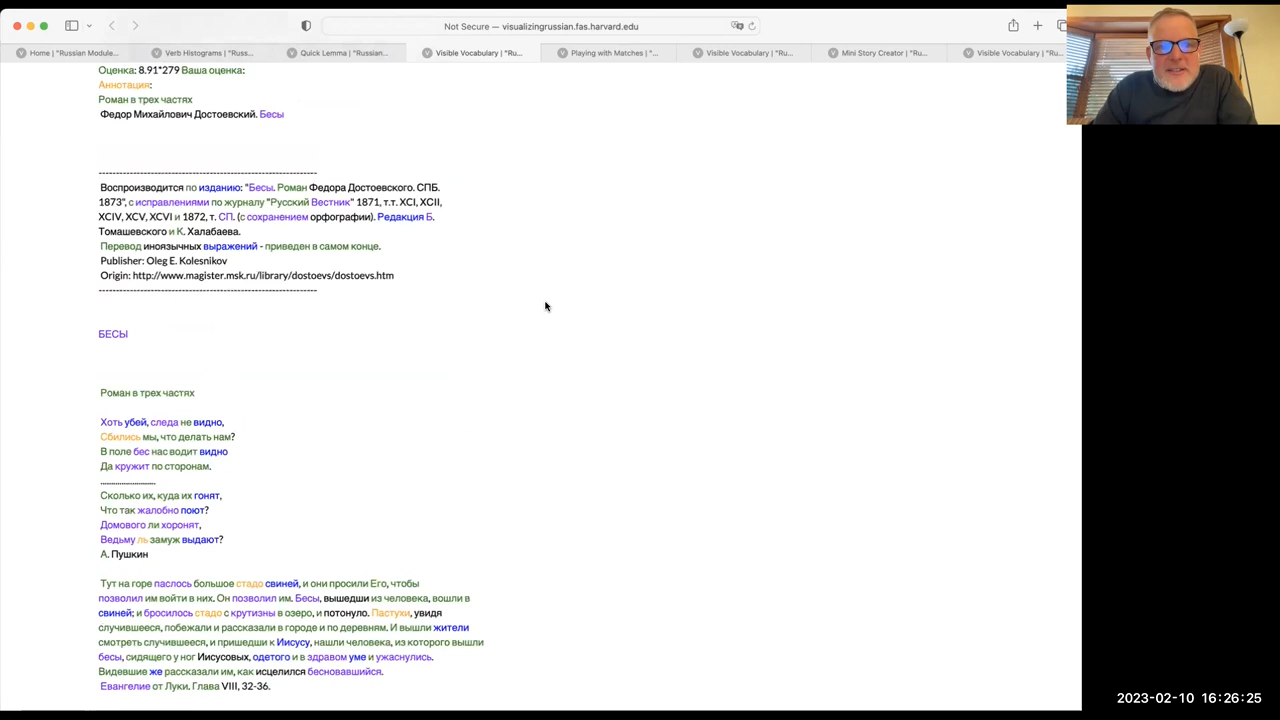 Not Secure — visualizingrussian.fas.harvard.edu
Home | "Russian Module...
Verb Histograms | "Russ...
Quick Lemma | "Russian...
Visible Vocabulary | "Ru...
Playing with Matches | "...
Visible Vocabulary | "Ru...
Mini Story Creator | "Ru...
Visible Vocabulary | "Ru...
Оценка: 8.91*279 Ваша оценка:
Аннотация:
Роман в трех частях
Федор Михайлович Достоевский. Бесы
----------------------------------------------------------------
Воспроизводится по изданию: "Бесы. Роман Федора Достоевского. СПБ.
1873", с исправлениями по журналу "Русский Вестник" 1871, т.т. XCI, XCII,
XCIV, XCV, XCVI и 1872, т. СП. (с сохранением орфографии). Редакция Б.
Томашевского и К. Халабаева.
Перевод иноязычных выражений - приведен в самом конце.
Publisher: Oleg E. Kolesnikov
Origin: http://www.magister.msk.ru/library/dostoevs/dostoevs.htm
----------------------------------------------------------------
БЕСЫ
Роман в трех частях
Хоть убей, следа не видно,
Сбились мы, что делать нам?
В поле бес нас водит видно
Да кружит по сторонам.
..........................
Сколько их, куда их гонят,
Что так жалобно поют?
Домового ли хоронят,
Ведьму ль замуж выдают?
А. Пушкин
Тут на горе паслось большое стадо свиней, и они просили Его, чтобы
позволил им войти в них. Он позволил им. Бесы, вышедши из человека, вошли в
свиней; и бросилось стадо с крутизны в озеро, и потонуло. Пастухи, увидя
случившееся, побежали и рассказали в городе и по деревням. И вышли жители
смотреть случившееся, и пришедши к Иисусу, нашли человека, из которого вышли
бесы, сидящего у ног Иисусовых, одетого и в здравом уме и ужаснулись.
Видевшие же рассказали им, как исцелился бесновавшийся.
Евангелие от Луки. Глава VIII, 32-36.
2023-02-10 16:26:25